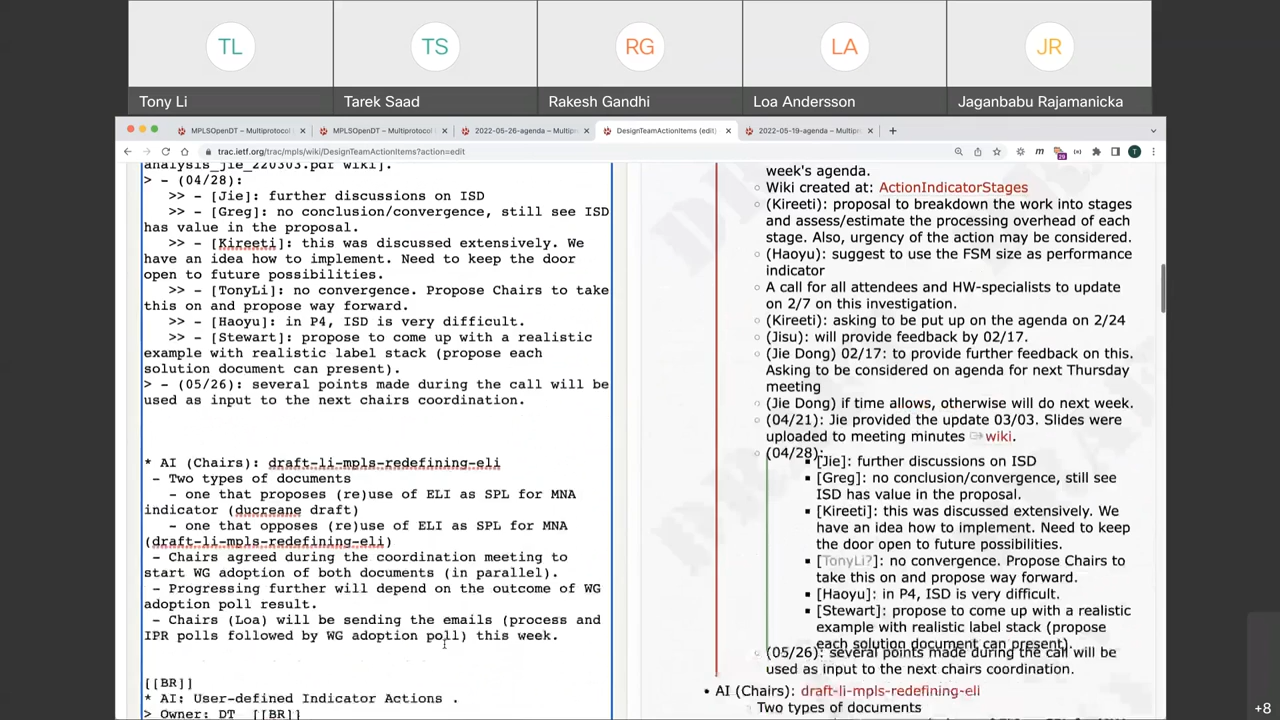 TL
TS
RG
LA
JR
Tony Li
Tarek Saad
Rakesh Gandhi
Loa Andersson
Jaganbabu Rajamanicka
MPLSOpenDT – Multiprotocol
MPLSOpenDT – Multiprotocol
2022-05-26-agenda – Multipro
DesignTeamActionItems (edit)
2022-05-19-agenda – Multipro
trac.ietf.org/trac/mpls/wiki/DesignTeamActionItems?action=edit
analysis_jie_220303.pdf wiki].
> - (04/28):
>> - [Jie]: further discussions on ISD
>> - [Greg]: no conclusion/convergence, still see ISD
has value in the proposal.
>> - [Kireeti]: this was discussed extensively. We
have an idea how to implement. Need to keep the door
open to future possibilities.
>> - [TonyLi]: no convergence. Propose Chairs to take
this on and propose way forward.
>> - [Haoyu]: in P4, ISD is very difficult.
>> - [Stewart]: propose to come up with a realistic
example with realistic label stack (propose each
solution document can present).
> - (05/26): several points made during the call will be
used as input to the next chairs coordination.
* AI (Chairs): draft-li-mpls-redefining-eli
- Two types of documents
- one that proposes (re)use of ELI as SPL for MNA
indicator (ducreane draft)
- one that opposes (re)use of ELI as SPL for MNA
(draft-li-mpls-redefining-eli)
- Chairs agreed during the coordination meeting to
start WG adoption of both documents (in parallel).
- Progressing further will depend on the outcome of WG
adoption poll result.
- Chairs (Loa) will be sending the emails (process and
IPR polls followed by WG adoption poll) this week.
[[BR]]
* AI: User-defined Indicator Actions .
> Owner: DT [[BR]]
week's agenda.
Wiki created at: ActionIndicatorStages
(Kireeti): proposal to breakdown the work into stages
and assess/estimate the processing overhead of each
stage. Also, urgency of the action may be considered.
(Haoyu): suggest to use the FSM size as performance
indicator
A call for all attendees and HW-specialists to update
on 2/7 on this investigation.
(Kireeti): asking to be put up on the agenda on 2/24
(Jisu): will provide feedback by 02/17.
(Jie Dong) 02/17: to provide further feedback on this.
Asking to be considered on agenda for next Thursday
meeting
(Jie Dong) if time allows, otherwise will do next week.
(04/21): Jie provided the update 03/03. Slides were
uploaded to meeting minutes wiki.
(04/28):
[Jie]: further discussions on ISD
[Greg]: no conclusion/convergence, still see
ISD has value in the proposal.
[Kireeti]: this was discussed extensively. We
have an idea how to implement. Need to keep
the door open to future possibilities.
[TonyLi?]: no convergence. Propose Chairs to
take this on and propose way forward.
[Haoyu]: in P4, ISD is very difficult.
[Stewart]: propose to come up with a realistic
example with realistic label stack (propose
each solution document can present).
(05/26): several points made during the call will be
used as input to the next chairs coordination.
AI (Chairs): draft-li-mpls-redefining-eli
Two types of documents
+8